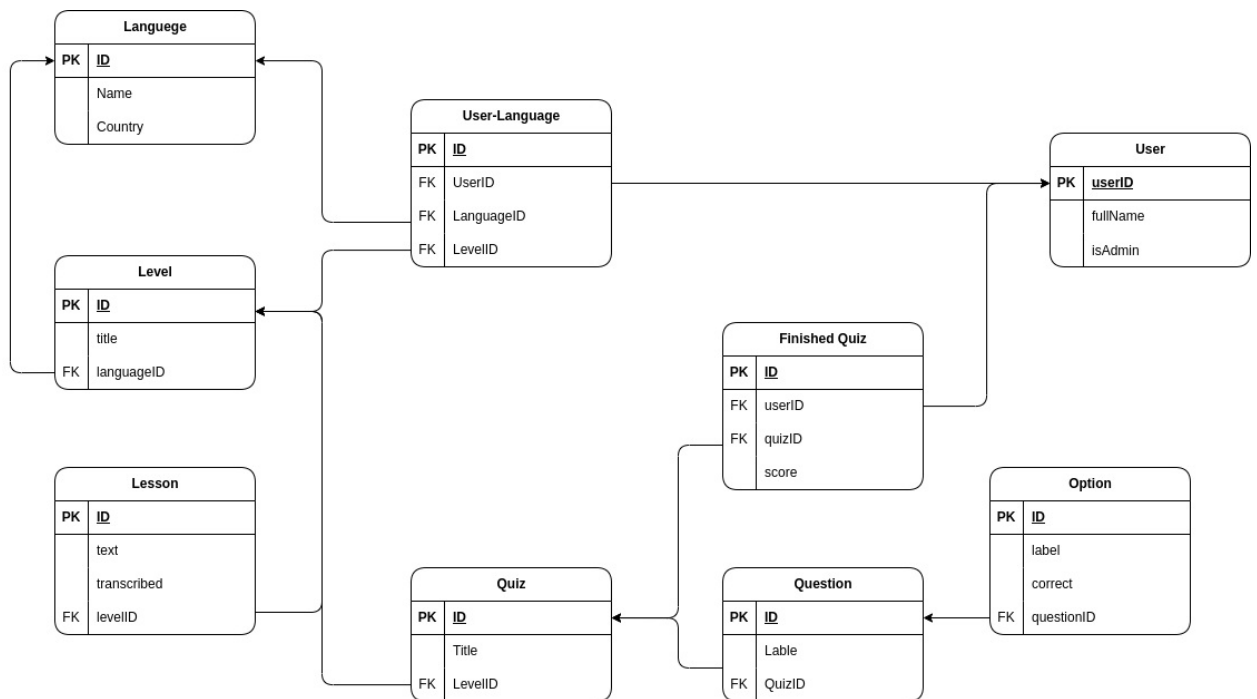 Languege
PK ID
Name
Country
User-Language
PK ID
FK UserID
FK LanguageID
FK LevelID
User
PK userID
fullName
isAdmin
Level
PK ID
title
FK languageID
Finished Quiz
PK ID
FK userID
FK quizID
score
Lesson
PK ID
text
transcribed
FK levelID
Option
PK ID
label
correct
FK questionID
Quiz
PK ID
Title
FK LevelID
Question
PK ID
Lable
FK QuizID